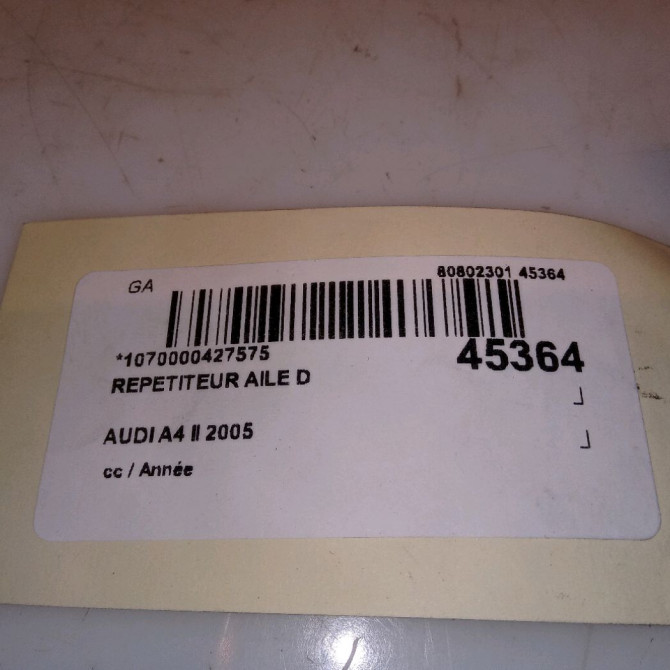 GA
80802301 45364
*1070000427575
45364
REPETITEUR AILE D
AUDI A4 II 2005
cc / Année